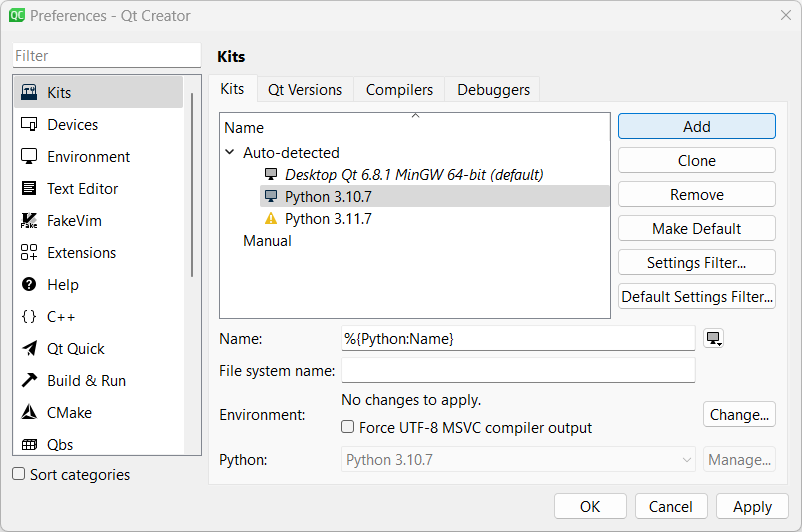 Preferences - Qt Creator
Filter
Kits
Devices
Environment
Text Editor
FakeVim
Extensions
Help
C++
Qt Quick
Build & Run
CMake
Qbs
Sort categories
Kits
Kits Qt Versions Compilers Debuggers
Name
Auto-detected
Desktop Qt 6.8.1 MinGW 64-bit (default)
Python 3.10.7
Python 3.11.7
Manual
Add
Clone
Remove
Make Default
Settings Filter...
Default Settings Filter...
Name: %{Python:Name}
File system name:
Environment: No changes to apply. Change...
Force UTF-8 MSVC compiler output
Python: Python 3.10.7 Manage...
OK Cancel Apply